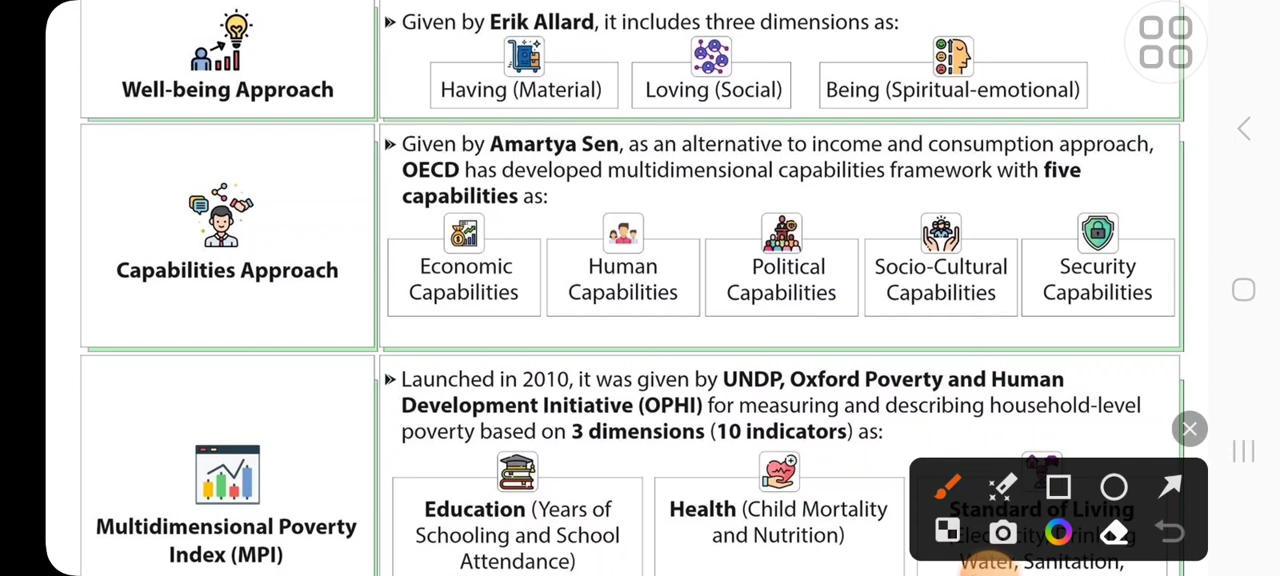 Given by Erik Allard, it includes three dimensions as:
Well-being Approach
Having (Material)
Loving (Social)
Being (Spiritual-emotional)
Given by Amartya Sen, as an alternative to income and consumption approach,
OECD has developed multidimensional capabilities framework with five
capabilities as:
Capabilities Approach
Economic
Capabilities
Human
Capabilities
Political
Capabilities
Socio-Cultural
Capabilities
Security
Capabilities
Launched in 2010, it was given by UNDP, Oxford Poverty and Human
Development Initiative (OPHI) for measuring and describing household-level
poverty based on 3 dimensions (10 indicators) as:
Multidimensional Poverty
Index (MPI)
Education (Years of
Schooling and School
Attendance)
Health (Child Mortality
and Nutrition)
Standard of Living
Water, Sanitation,